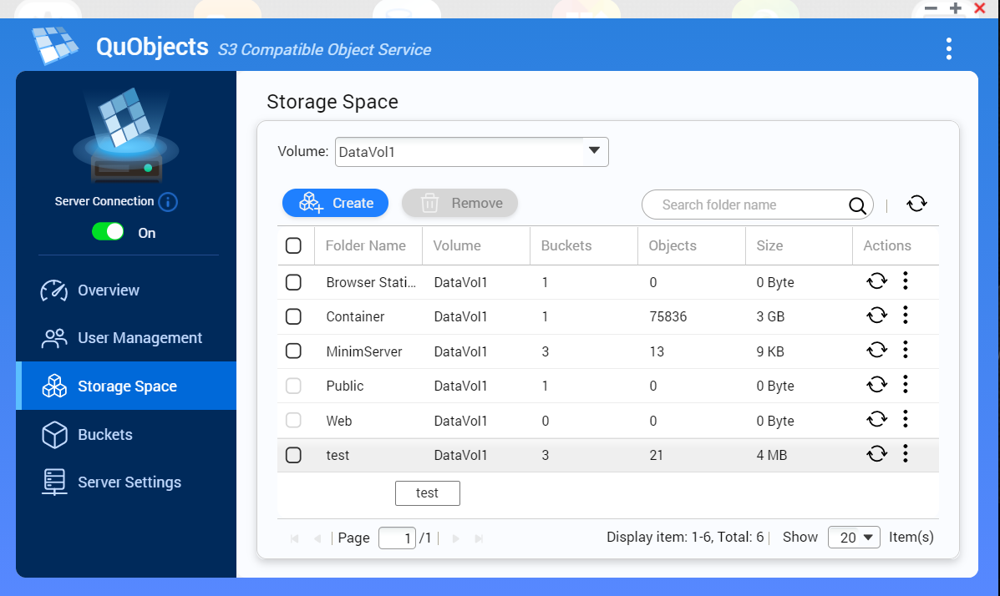 QuObjects S3 Compatible Object Service
Storage Space
Volume: DataVol1
Server Connection
On
Create Remove Search folder name
Folder Name Volume Buckets Objects Size Actions
Browser Stati... DataVol1 1 0 0 Byte
Container DataVol1 1 75836 3 GB
MinimServer DataVol1 3 13 9 KB
Public DataVol1 1 0 0 Byte
Web DataVol1 0 0 0 Byte
test DataVol1 3 21 4 MB
test
Page 1 /1 Display item: 1-6, Total: 6 Show 20 Item(s)
Overview
User Management
Storage Space
Buckets
Server Settings